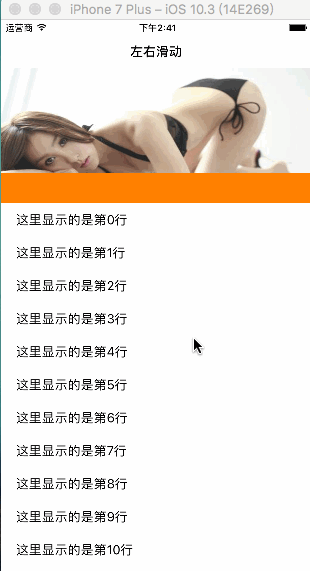 iPhone 7 Plus – iOS 10.3 (14E269)
运营商 下午2:41
左右滑动
这里显示的是第0行
这里显示的是第1行
这里显示的是第2行
这里显示的是第3行
这里显示的是第4行
这里显示的是第5行
这里显示的是第6行
这里显示的是第7行
这里显示的是第8行
这里显示的是第9行
这里显示的是第10行